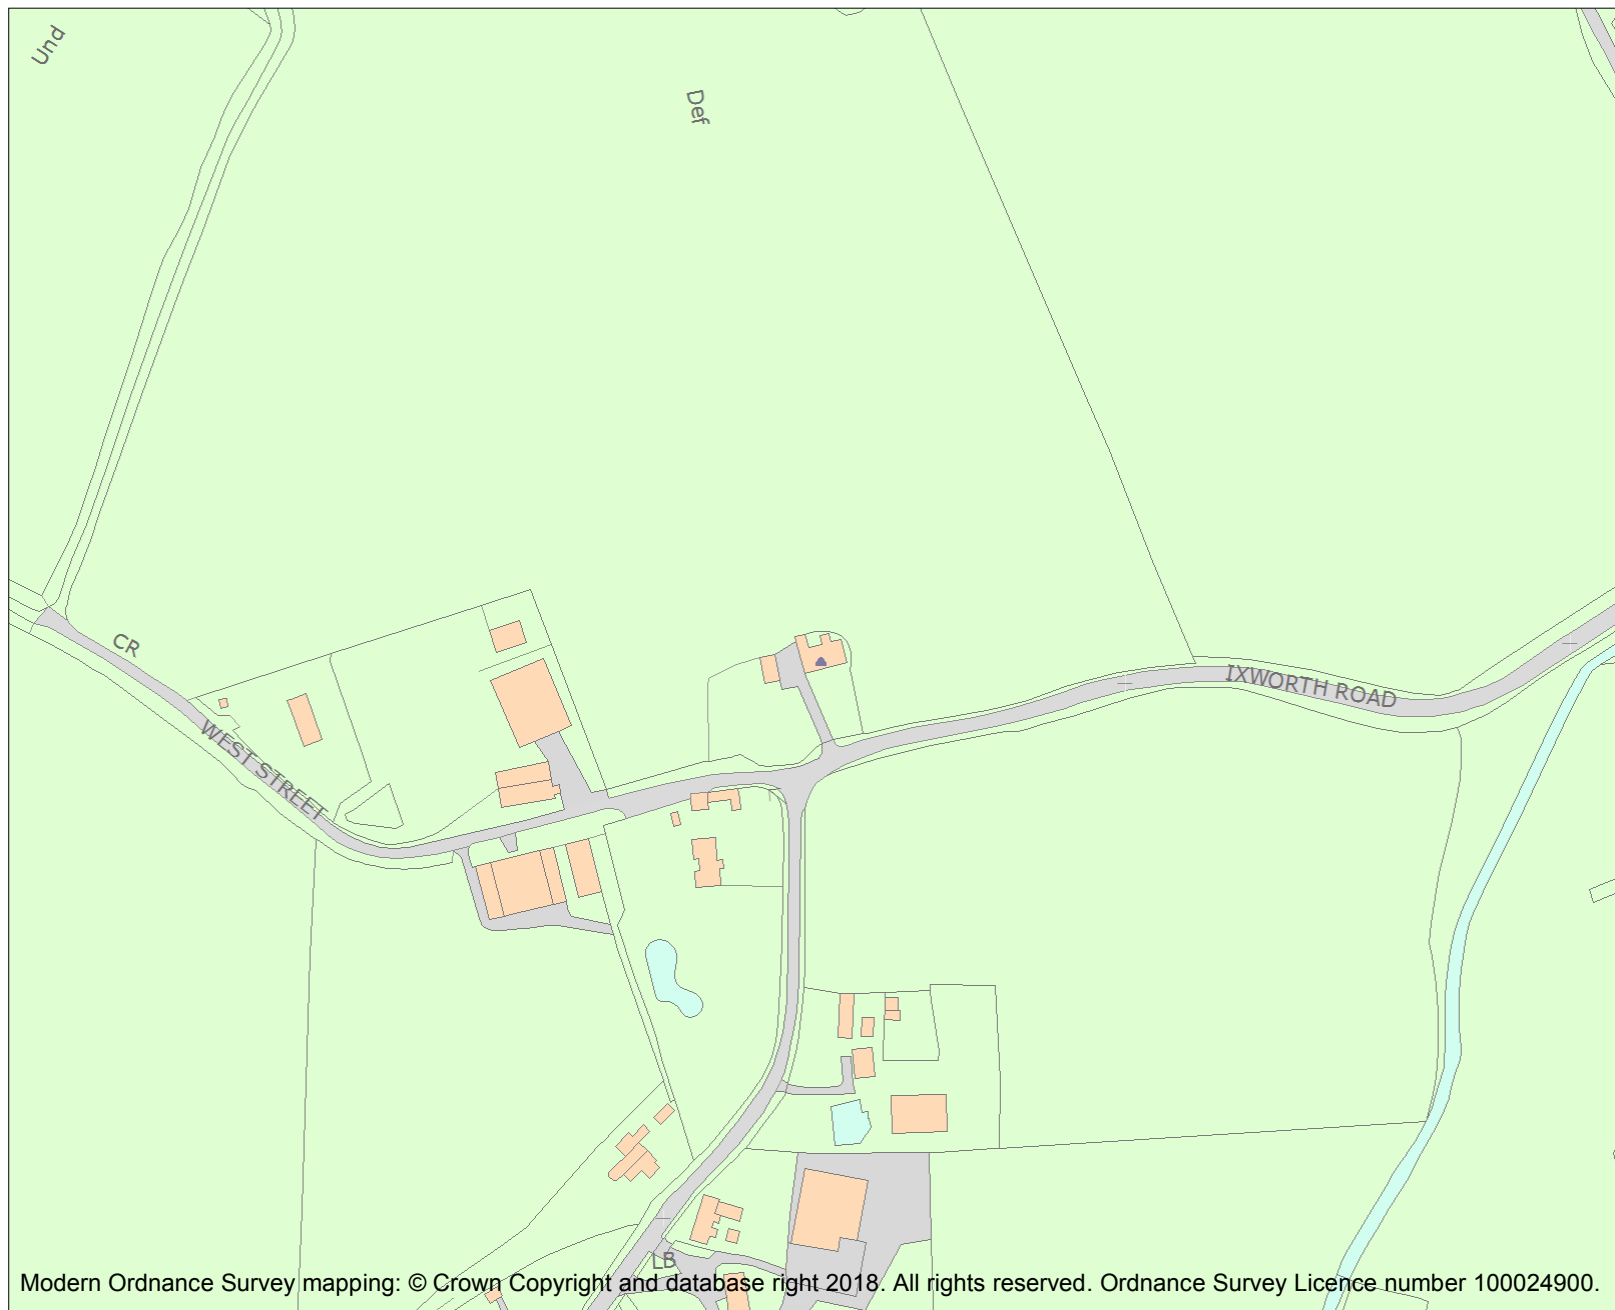 Und
Def
CR
IXWORTH ROAD
WEST STREET
LB
Modern Ordnance Survey mapping: © Crown Copyright and database right 2018. All rights reserved. Ordnance Survey Licence number 100024900.